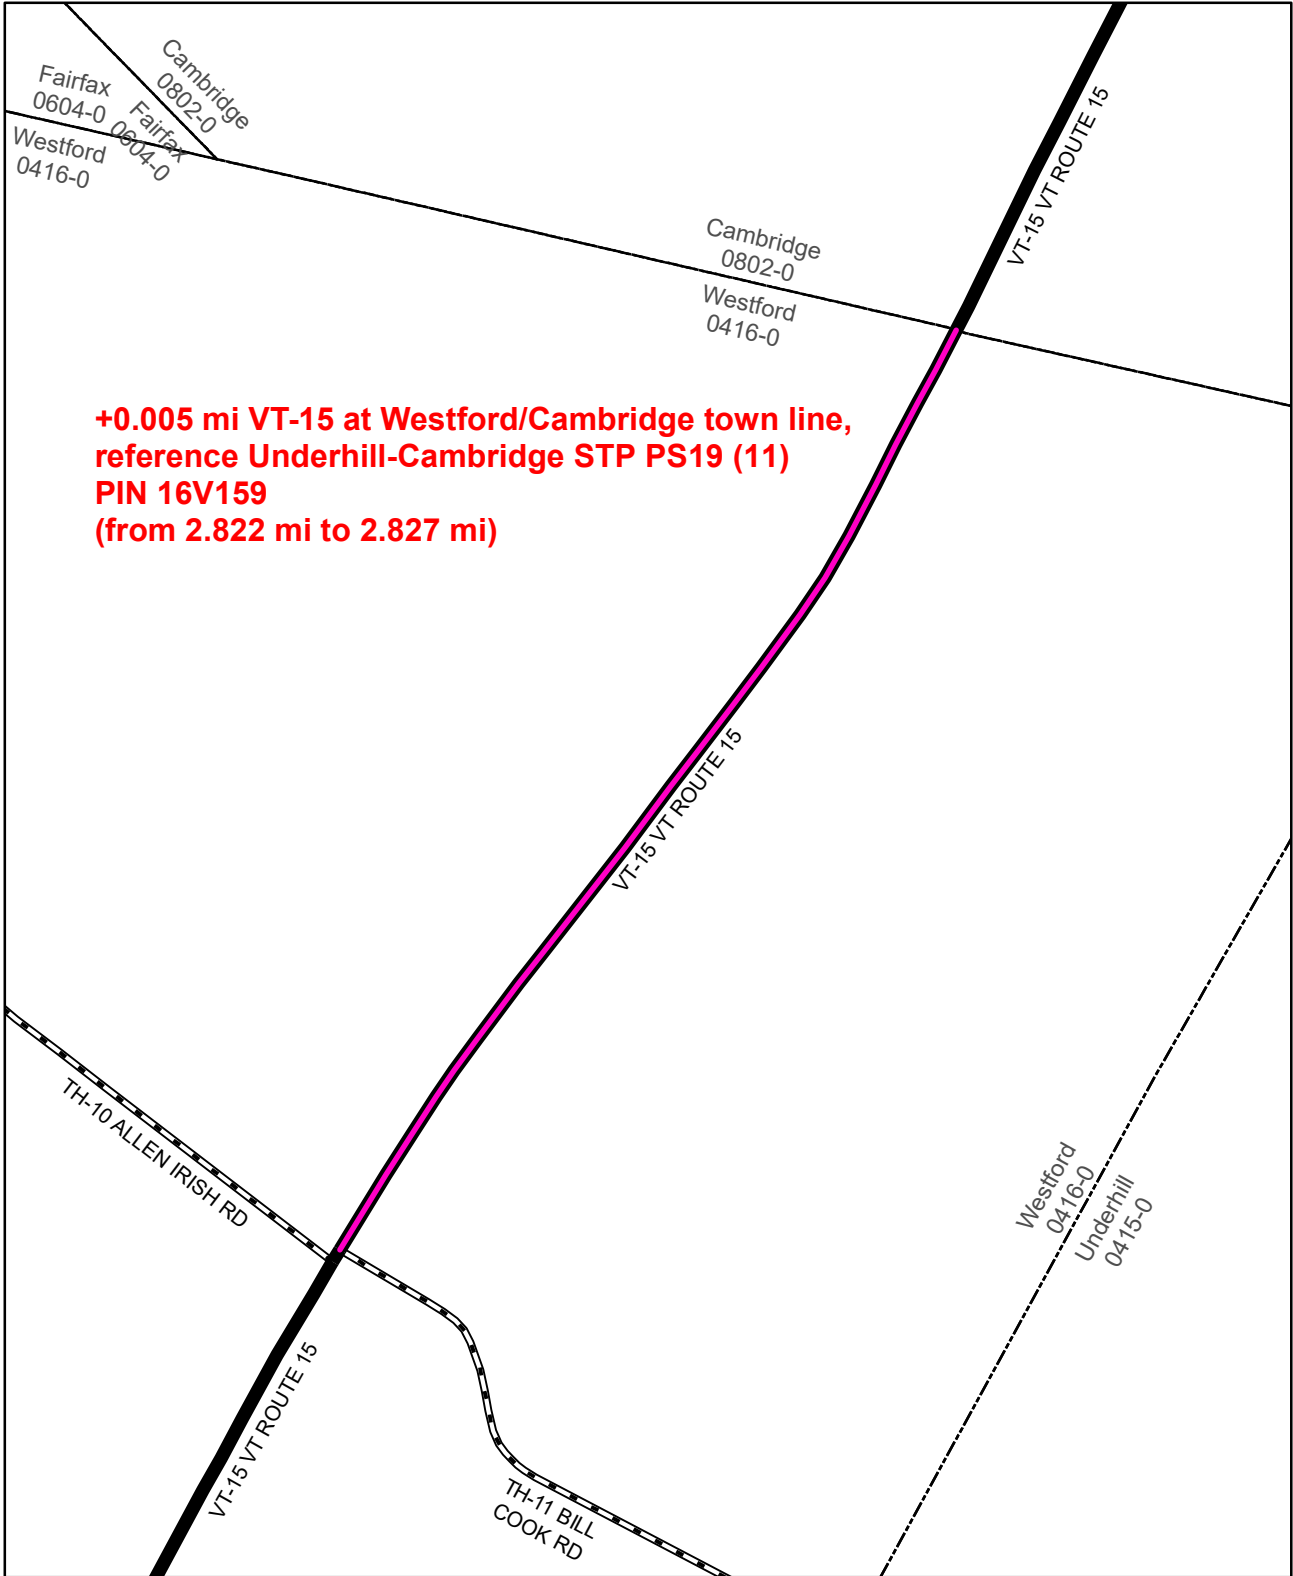 Cambridge
0802-0
Fairfax
0604-0
Fairfax
0604-0
Westford
0416-0
VT-15 VT ROUTE 15
Cambridge
0802-0
Westford
0416-0
+0.005 mi VT-15 at Westford/Cambridge town line,
reference Underhill-Cambridge STP PS19 (11)
PIN 16V159
(from 2.822 mi to 2.827 mi)
VT-15 VT ROUTE 15
TH-10 ALLEN IRISH RD
Westford
0416-0
Underhill
0415-0
VT-15 VT ROUTE 15
TH-11 BILL
COOK RD